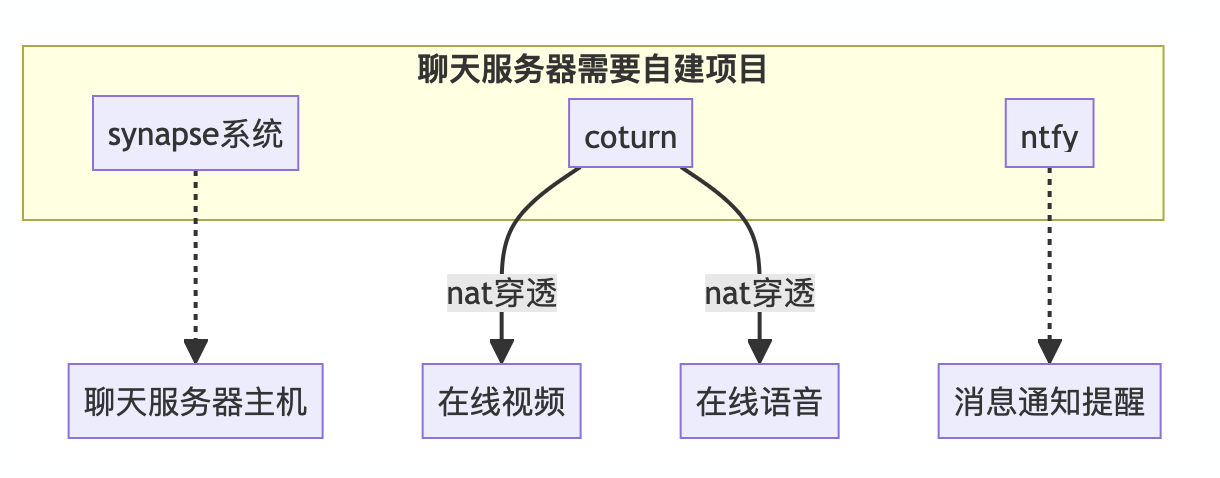 聊天服务器需要自建项目
synapse系统
coturn
ntfy
nat穿透
nat穿透
聊天服务器主机
在线视频
在线语音
消息通知提醒